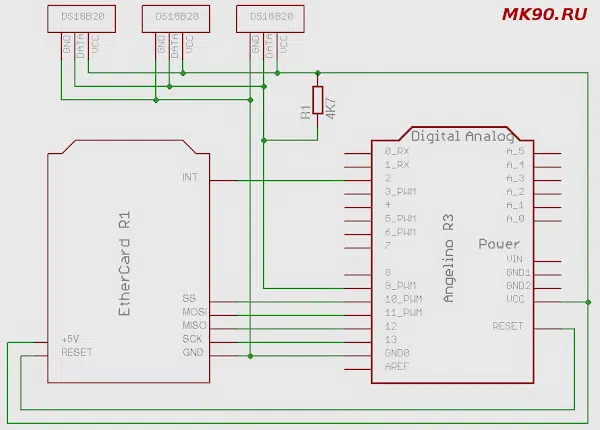 DS18B20 DS18B20 DS18B20 MK90.RU
GND DATA VCC GND DATA VCC GND DATA VCC
R1 4K7
EtherCard R1
INT
SS
MOSI
MISO
SCK
GND
+5V
RESET
Digital Analog
Angelino R3
0_RX
1_RX
2
3_PWM
4
5_PWM
6_PWM
7
8
9_PWM
10_PWM
11_PWM
12
13
GND0
AREF
A_5
A_4
A_3
A_2
A_1
A_0
Power
VIN
GND1
GND2
VCC
RESET